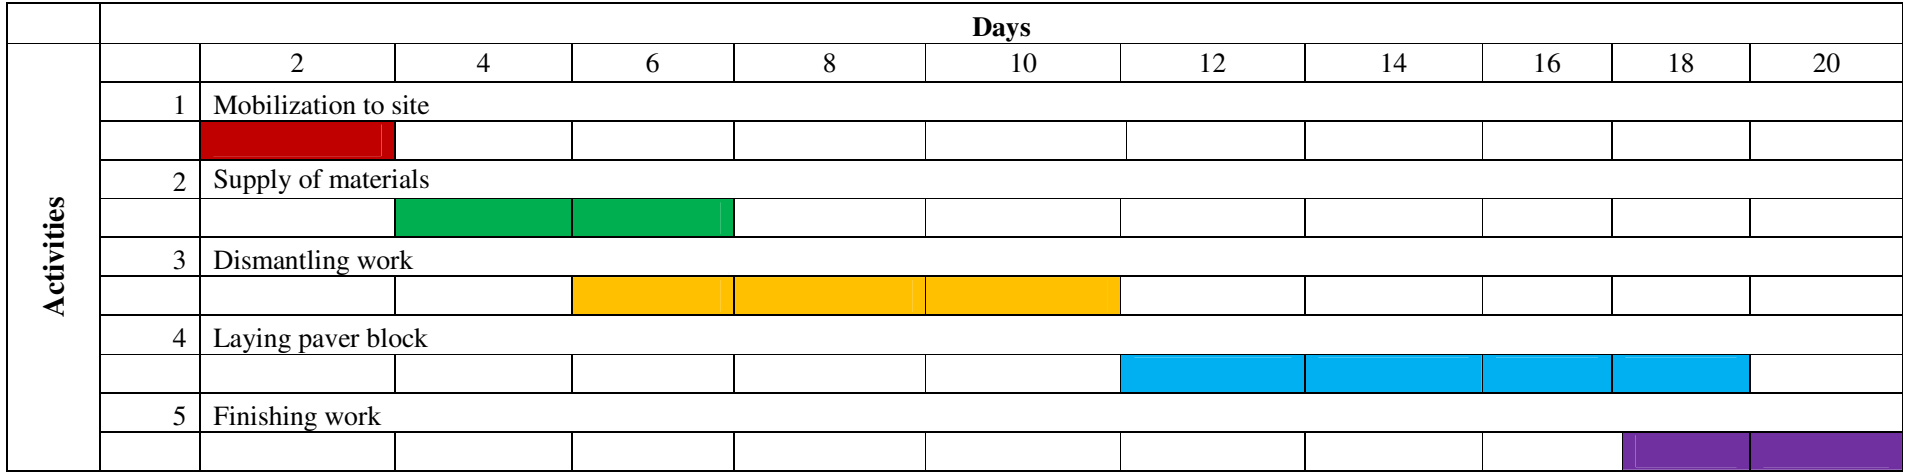 Days
2 4 6 8 10 12 14 16 18 20
Activities
1 Mobilization to site
2 Supply of materials
3 Dismantling work
4 Laying paver block
5 Finishing work